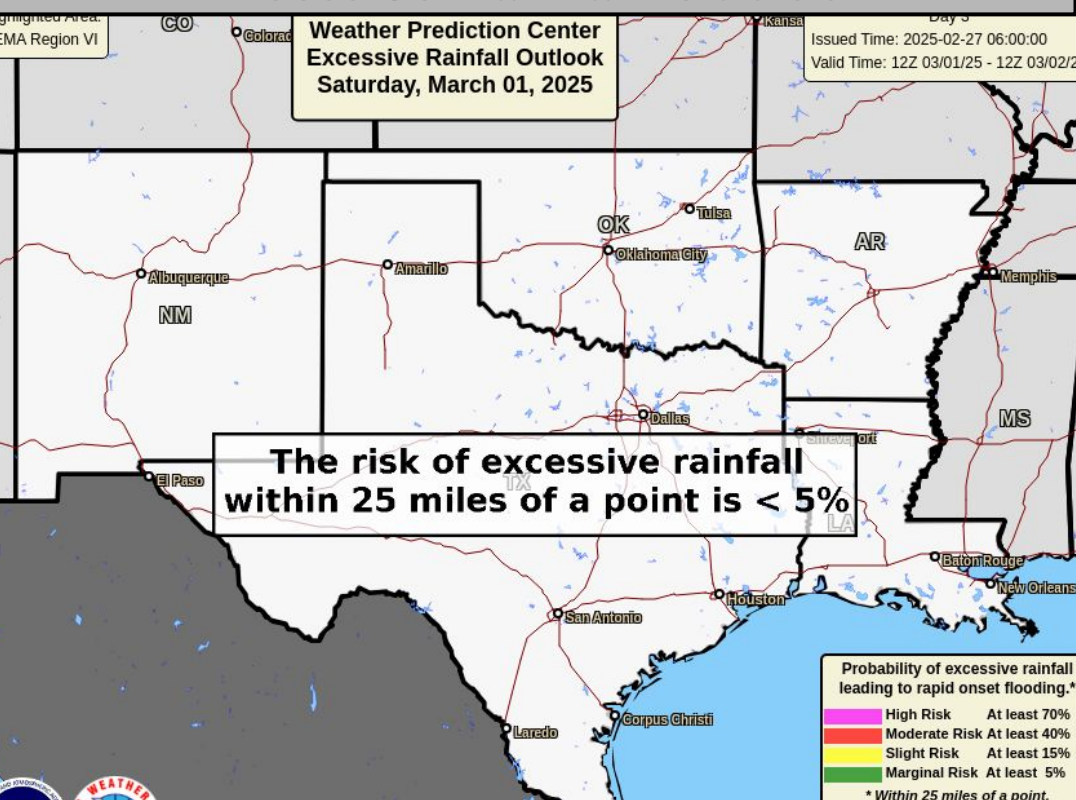 ghlighted Area:
EMA Region VI
Weather Prediction Center
Excessive Rainfall Outlook
Saturday, March 01, 2025
Day 3
Issued Time: 2025-02-27 06:00:00
Valid Time: 12Z 03/01/25 - 12Z 03/02/2
CO
Colorad
Kansa
OK
Tulsa
Oklahoma City
AR
Memphis
Amarillo
Albuquerque
NM
Dallas
MS
Shreveport
The risk of excessive rainfall
within 25 miles of a point is < 5%
TX
LA
El Paso
Baton Rouge
New Orleans
Houston
San Antonio
Corpus Christi
Laredo
Probability of excessive rainfall
leading to rapid onset flooding.*
High Risk At least 70%
Moderate Risk At least 40%
Slight Risk At least 15%
Marginal Risk At least 5%
* Within 25 miles of a point.
WEATHER